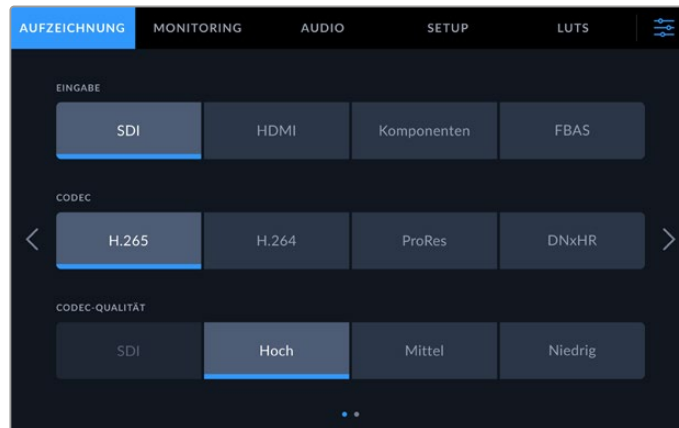 AUFZEICHNUNG MONITORING AUDIO SETUP LUTS
EINGABE
SDI HDMI Komponenten FBAS
CODEC
H.265 H.264 ProRes DNxHR
CODEC-QUALITÄT
SDI Hoch Mittel Niedrig